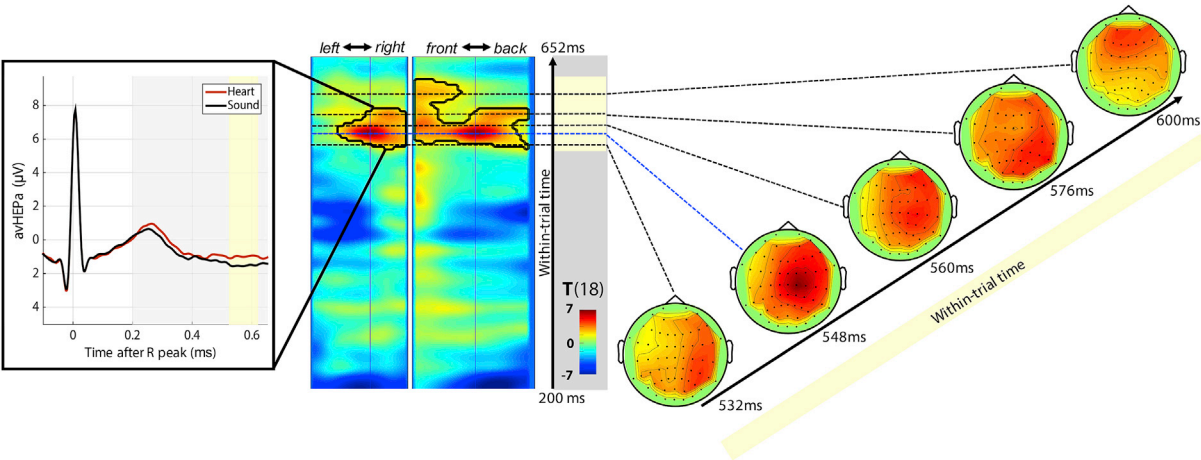 left ↔ right
front ↔ back
652ms
Heart
Sound
8
6
4
2
0
2
4
avHEPa (µV)
0
0.2
0.4
0.6
Time after R peak (ms)
Within-trial time
T(18)
7
0
-7
200 ms
600ms
576ms
560ms
548ms
532ms
Within-trial time